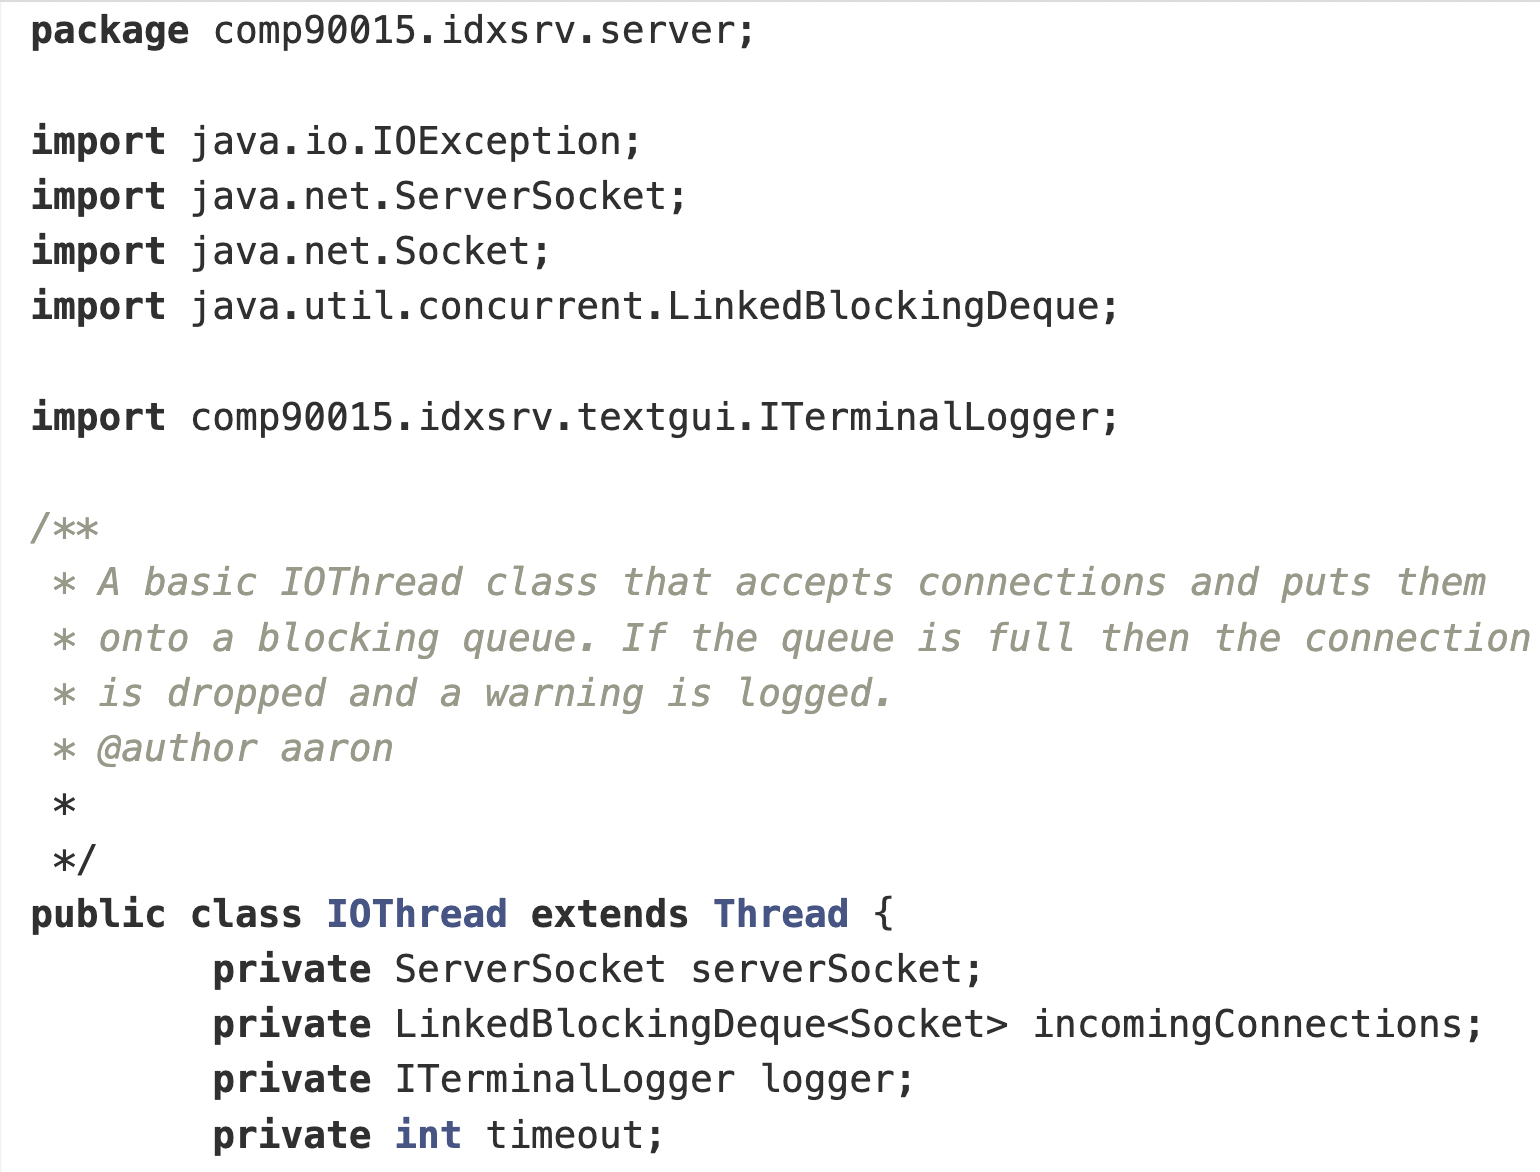 package comp90015.idxsrv.server;
import java.io.IOException;
import java.net.ServerSocket;
import java.net.Socket;
import java.util.concurrent.LinkedBlockingDeque;
import comp90015.idxsrv.textgui.ITerminalLogger;
/**
 * A basic IOThread class that accepts connections and puts them
 * onto a blocking queue. If the queue is full then the connection
 * is dropped and a warning is logged.
 * @author aaron
 *
 */
public class IOThread extends Thread {
        private ServerSocket serverSocket;
        private LinkedBlockingDeque<Socket> incomingConnections;
        private ITerminalLogger logger;
        private int timeout;